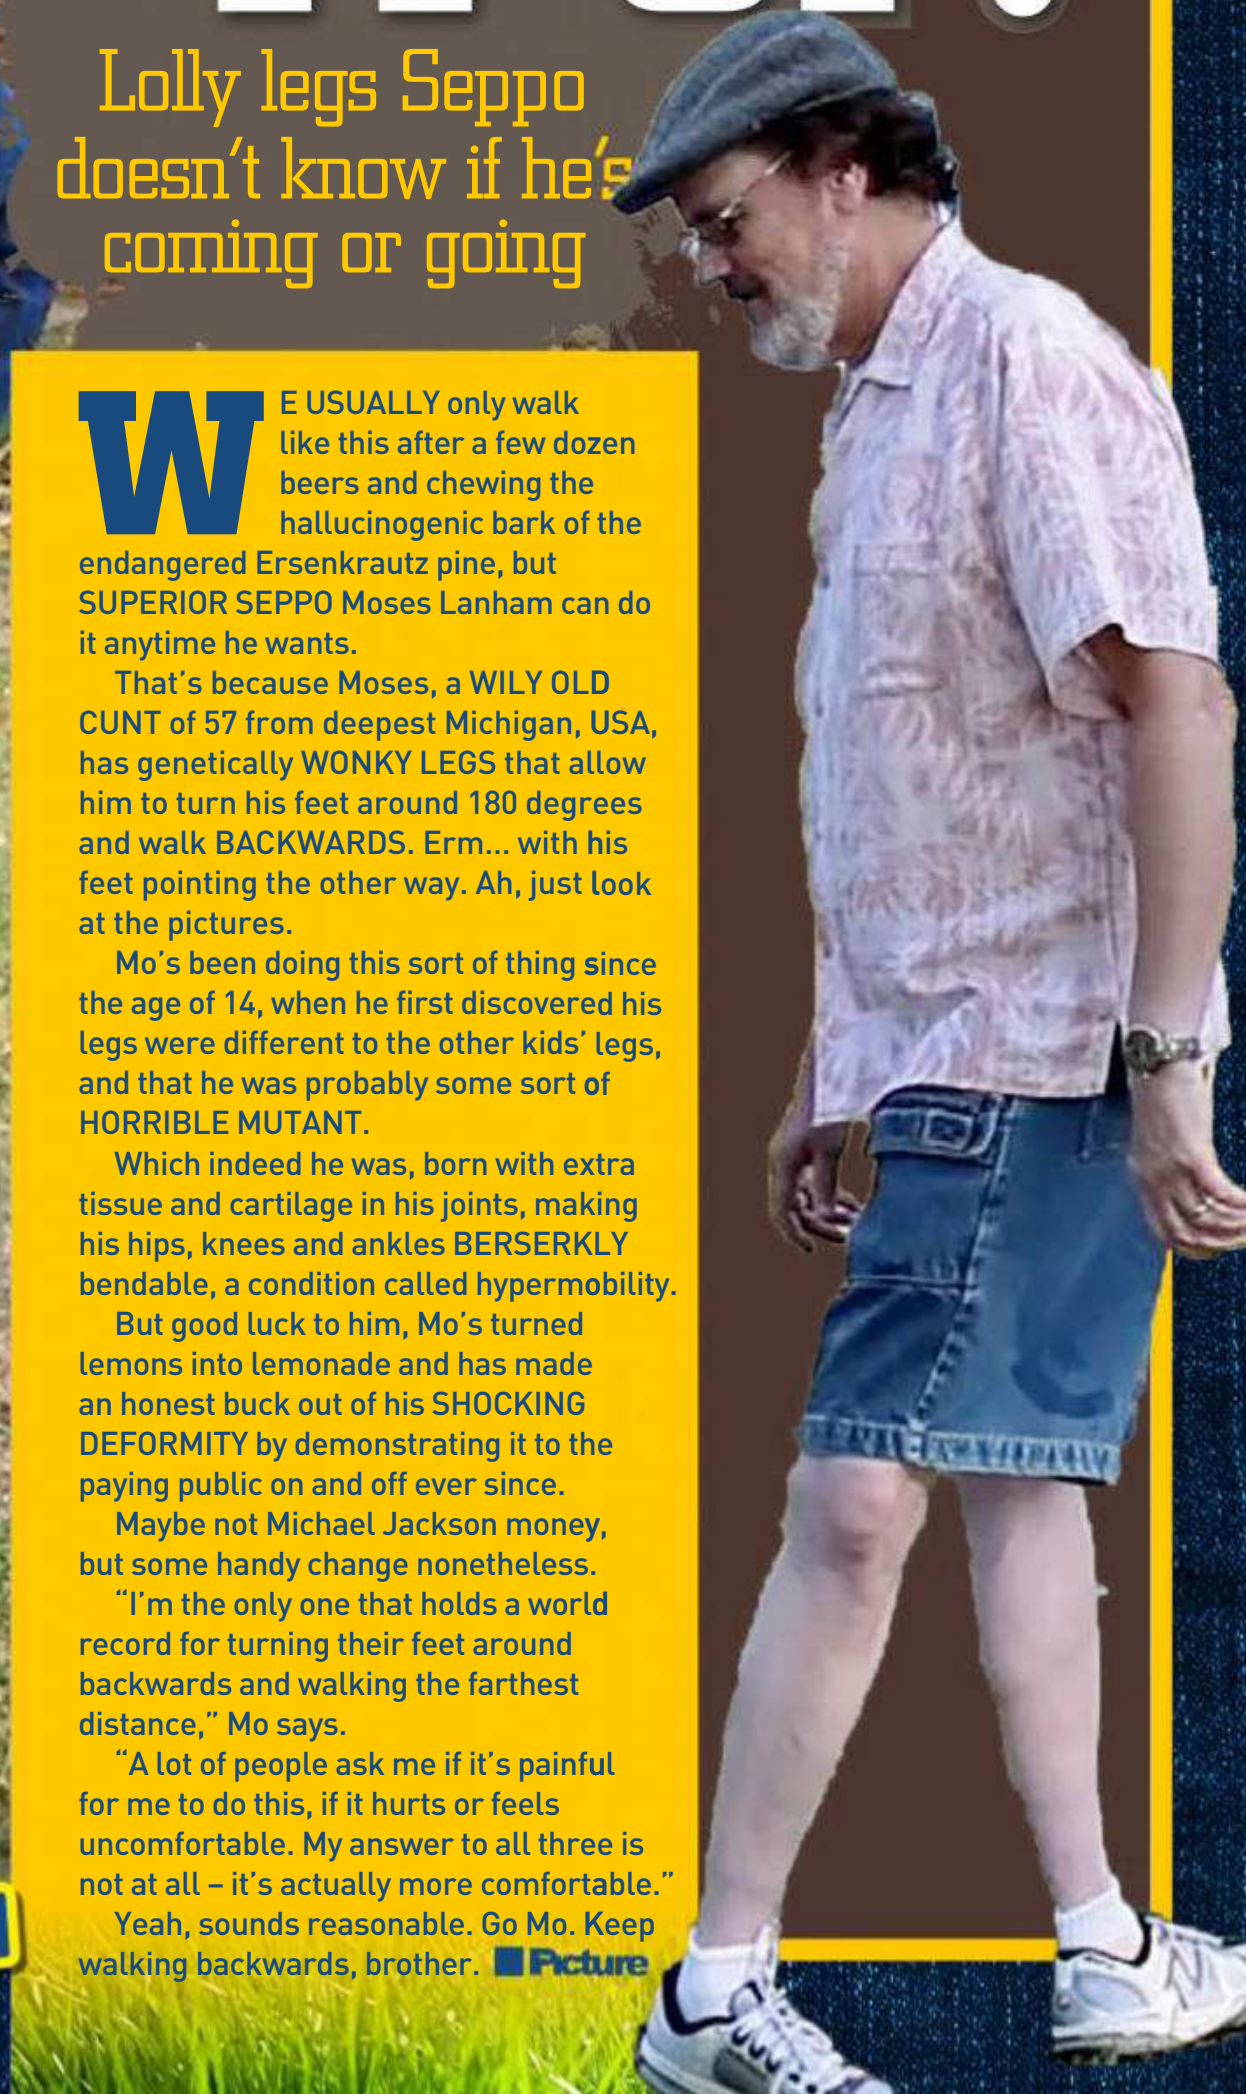 Lolly legs Seppo
doesn't know if he's
coming or going
WE USUALLY only walk
like this after a few dozen
beers and chewing the
hallucinogenic bark of the
endangered Ersenkrautz pine, but
SUPERIOR SEPPO Moses Lanham can do
it anytime he wants.
That's because Moses, a WILY OLD
CUNT of 57 from deepest Michigan, USA,
has genetically WONKY LEGS that allow
him to turn his feet around 180 degrees
and walk BACKWARDS. Erm... with his
feet pointing the other way. Ah, just look
at the pictures.
Mo's been doing this sort of thing since
the age of 14, when he first discovered his
legs were different to the other kids' legs,
and that he was probably some sort of
HORRIBLE MUTANT.
Which indeed he was, born with extra
tissue and cartilage in his joints, making
his hips, knees and ankles BERSERKLY
bendable, a condition called hypermobility.
But good luck to him, Mo's turned
lemons into lemonade and has made
an honest buck out of his SHOCKING
DEFORMITY by demonstrating it to the
paying public on and off ever since.
Maybe not Michael Jackson money,
but some handy change nonetheless.
"I'm the only one that holds a world
record for turning their feet around
backwards and walking the farthest
distance," Mo says.
"A lot of people ask me if it's painful
for me to do this, if it hurts or feels
uncomfortable. My answer to all three is
not at all – it's actually more comfortable."
Yeah, sounds reasonable. Go Mo. Keep
walking backwards, brother. Picture